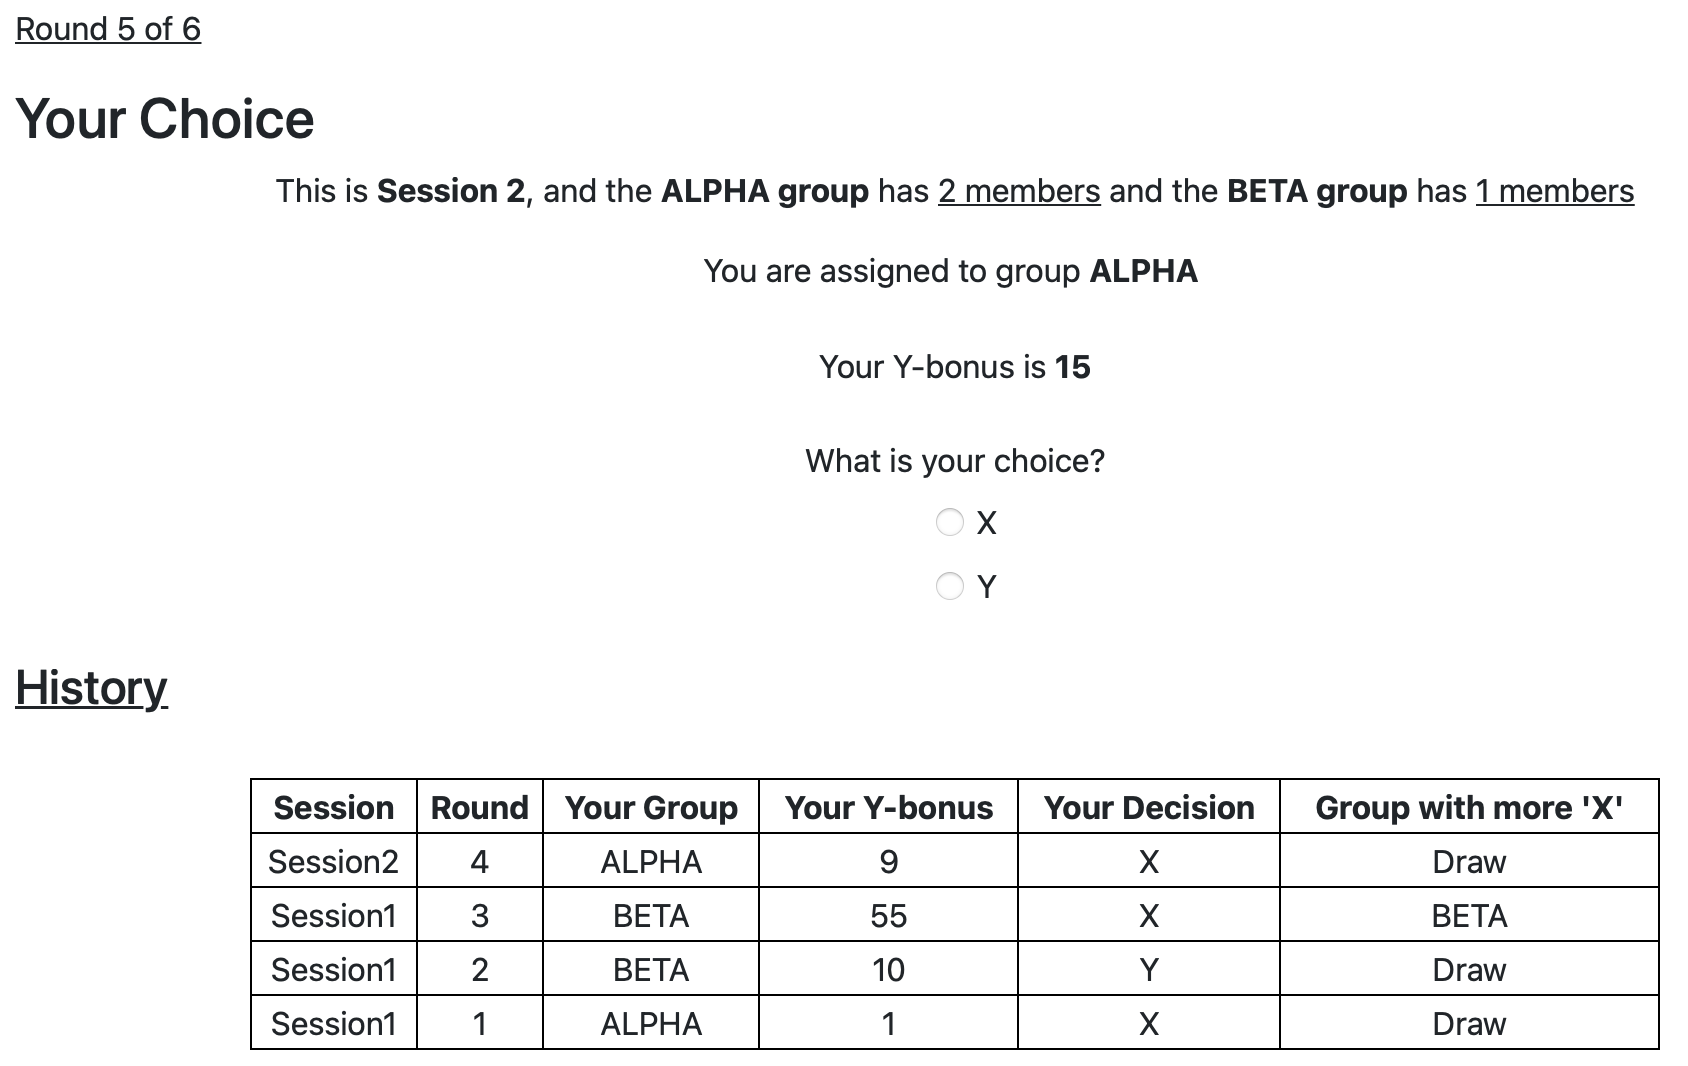 Round 5 of 6
Your Choice
This is Session 2, and the ALPHA group has 2 members and the BETA group has 1 members
You are assigned to group ALPHA
Your Y-bonus is 15
What is your choice?
X
Y
History
Session Round Your Group Your Y-bonus Your Decision Group with more 'X'
Session2 4 ALPHA 9 X Draw
Session1 3 BETA 55 X BETA
Session1 2 BETA 10 Y Draw
Session1 1 ALPHA 1 X Draw